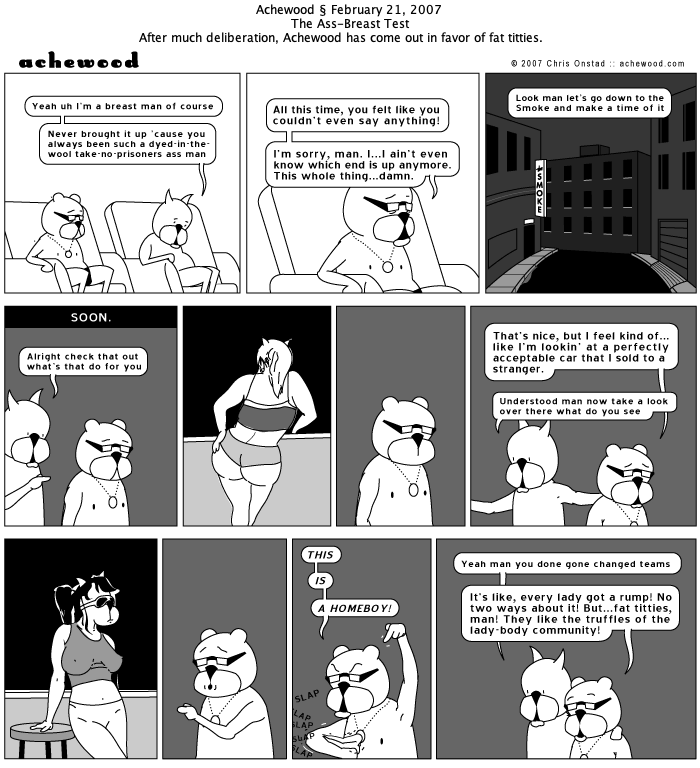 Achewood § February 21, 2007
The Ass-Breast Test
After much deliberation, Achewood has come out in favor of fat titties.
achewood
© 2007 Chris Onstad :: achewood.com
Yeah uh I'm a breast man of course
Never brought it up 'cause you
always been such a dyed-in-the-
wool take-no-prisoners ass man
All this time, you felt like you
couldn't even say anything!
I'm sorry, man. I...I ain't even
know which end is up anymore.
This whole thing...damn.
Look man let's go down to the
Smoke and make a time of it
#SMOKE
SOON.
Alright check that out
what's that do for you
That's nice, but I feel kind of...
like I'm lookin' at a perfectly
acceptable car that I sold to a
stranger.
Understood man now take a look
over there what do you see
THIS
IS
A HOMEBOY!
SLAP
LAP
SLAP
SLAP
SLAP
Yeah man you done gone changed teams
It's like, every lady got a rump! No
two ways about it! But...fat titties,
man! They like the truffles of the
lady-body community!